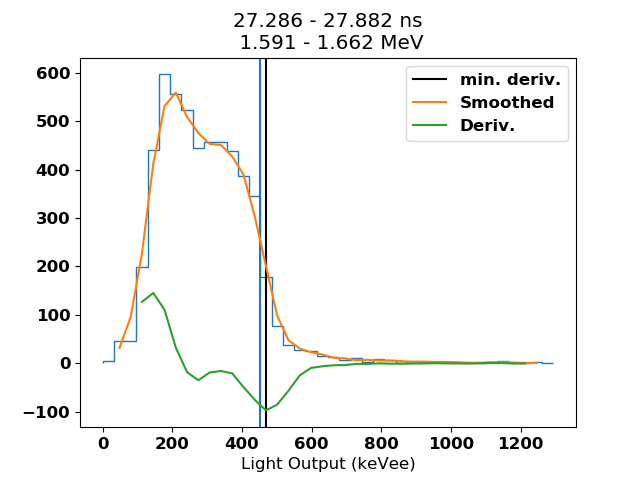 27.286 - 27.882 ns
1.591 - 1.662 MeV
min. deriv.
Smoothed
Deriv.
600
500
400
300
200
100
0
−100
0 200 400 600 800 1000 1200
Light Output (keVee)